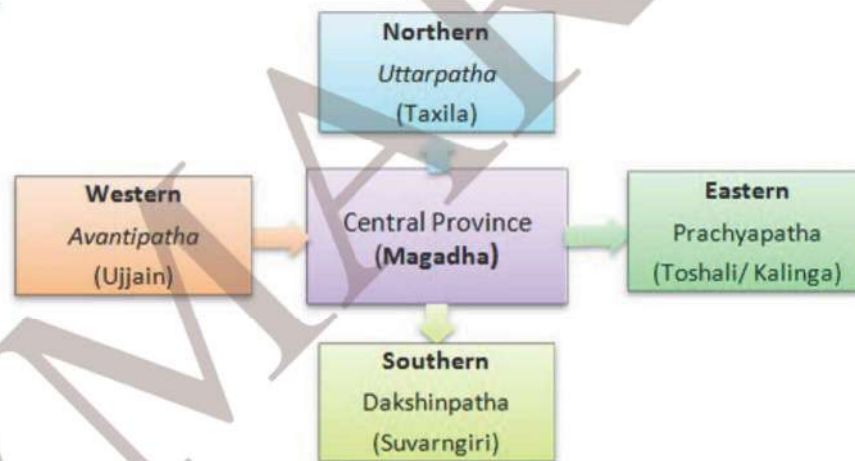 Northern
Uttarpatha
(Taxila)
Western
Avantipatha
(Ujjain)
Central Province
(Magadha)
Eastern
Prachyapatha
(Toshali/ Kalinga)
Southern
Dakshinpatha
(Suvarngiri)